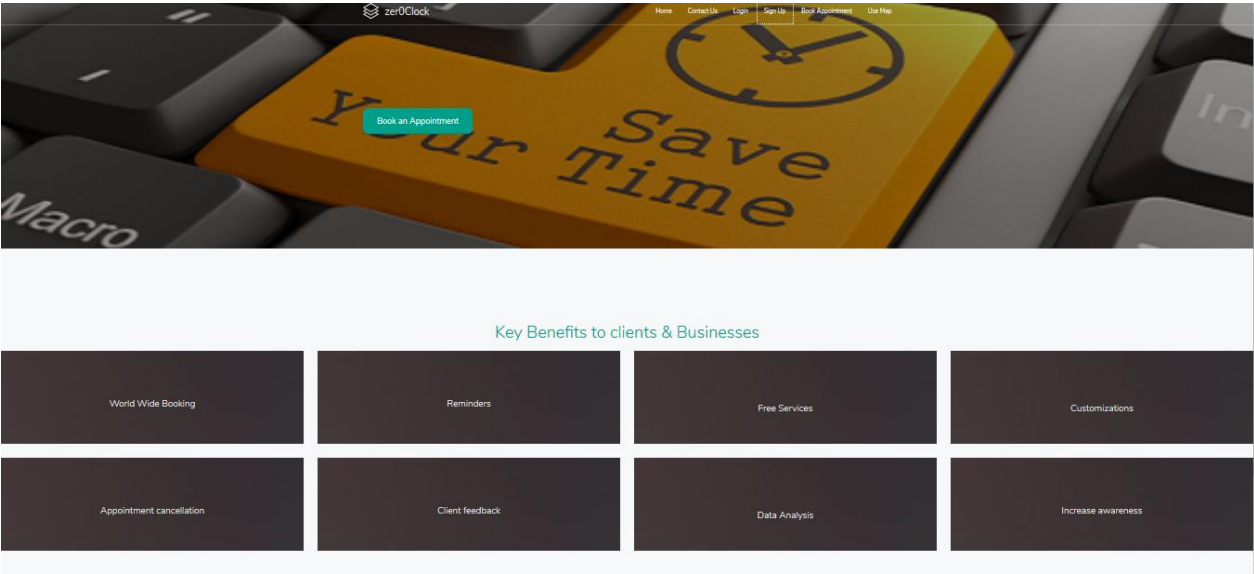 zer0Clock
Home Contact Us Login Sign Up Book Appointment Use Map
Save
Your Time
Book an Appointment
Macro
In
Key Benefits to clients & Businesses
World Wide Booking
Reminders
Free Services
Customizations
Appointment cancellation
Client feedback
Data Analysis
Increase awareness